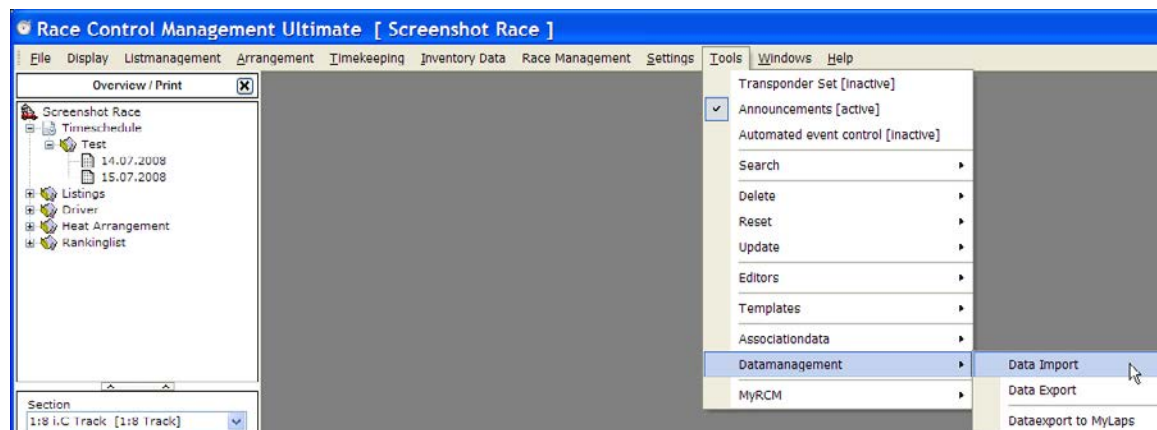 Race Control Management Ultimate [ Screenshot Race ]
File Display Listmanagement Arrangement Timekeeping Inventory Data Race Management Settings Tools Windows Help
Overview / Print
Screenshot Race
Timeschedule
Test
14.07.2008
15.07.2008
Listings
Driver
Heat Arrangement
Rankinglist
Section
1:8 I.C Track [1:8 Track]
Transponder Set [inactive]
Announcements [active]
Automated event control [inactive]
Search
Delete
Reset
Update
Editors
Templates
Associationdata
Datamanagement
MyRCM
Data Import
Data Export
Dataexport to MyLaps